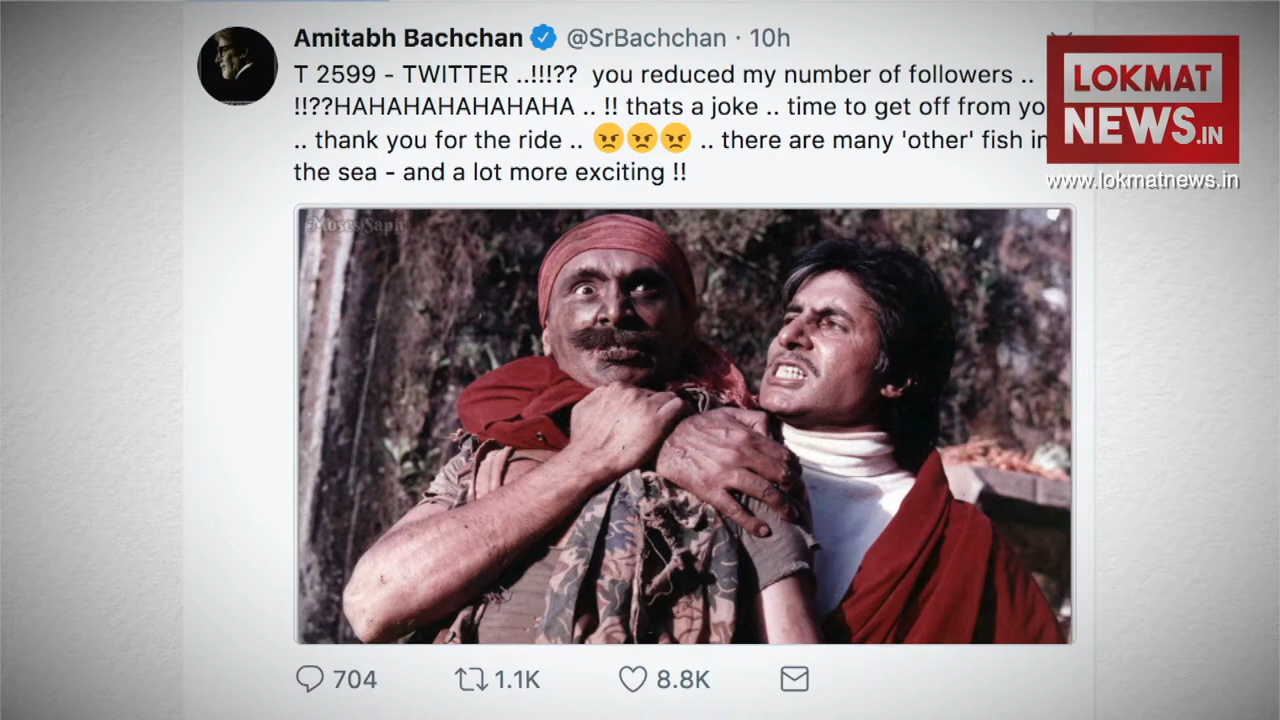 Amitabh Bachchan @SrBachchan · 10h
T 2599 - TWITTER ..!!!?? you reduced my number of followers ..
!!??HAHAHAHAHAHAHA .. !! thats a joke .. time to get off from yo
.. thank you for the ride .. 😠😠😠 .. there are many 'other' fish in
the sea - and a lot more exciting !!
LOKMAT
NEWS.IN
www.lokmatnews.in
704 1.1K 8.8K